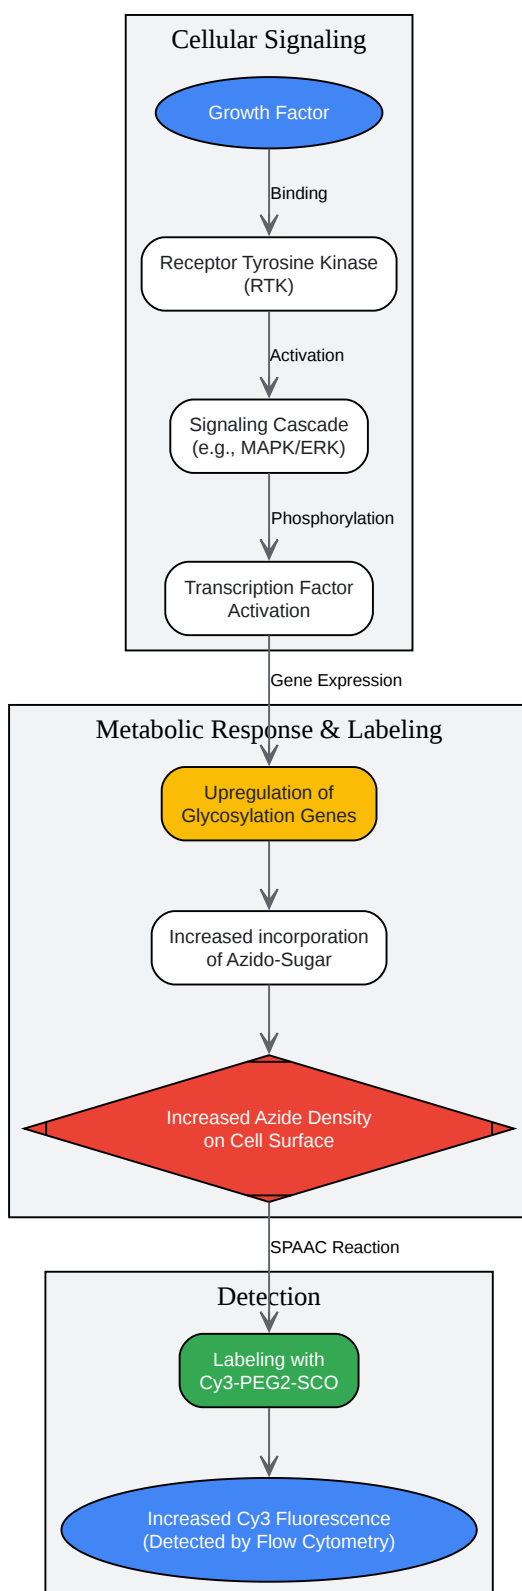 Cellular Signaling
Growth Factor
Binding
Receptor Tyrosine Kinase
(RTK)
Activation
Signaling Cascade
(e.g., MAPK/ERK)
Phosphorylation
Transcription Factor
Activation
Gene Expression
Metabolic Response & Labeling
Upregulation of
Glycosylation Genes
Increased incorporation
of Azido-Sugar
Increased Azide Density
on Cell Surface
SPAAC Reaction
Detection
Labeling with
Cy3-PEG2-SCO
Increased Cy3 Fluorescence
(Detected by Flow Cytometry)